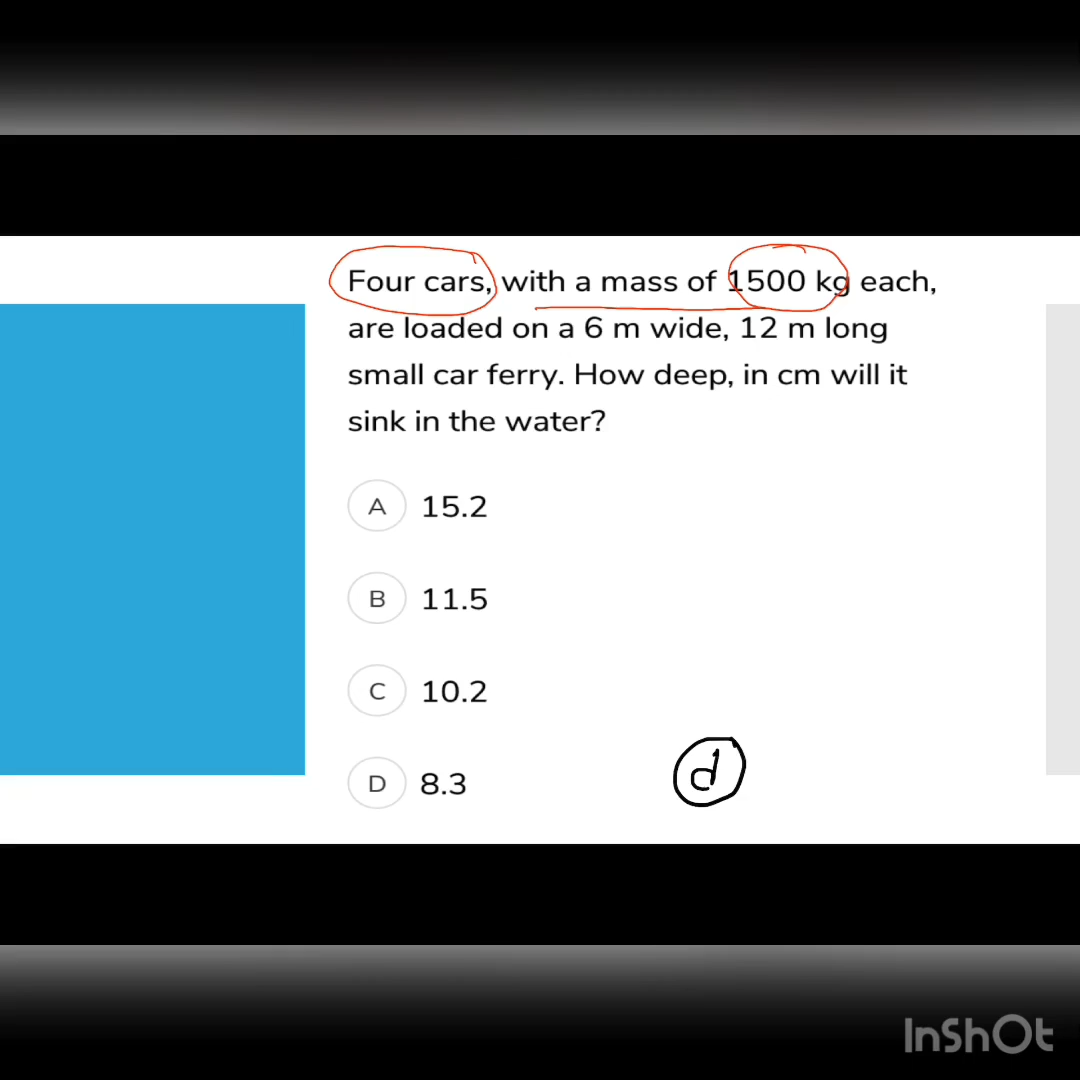 Four cars, with a mass of 1500 kg each,
are loaded on a 6 m wide, 12 m long
small car ferry. How deep, in cm will it
sink in the water?
A 15.2
B 11.5
C 10.2
D 8.3
d
InShOt